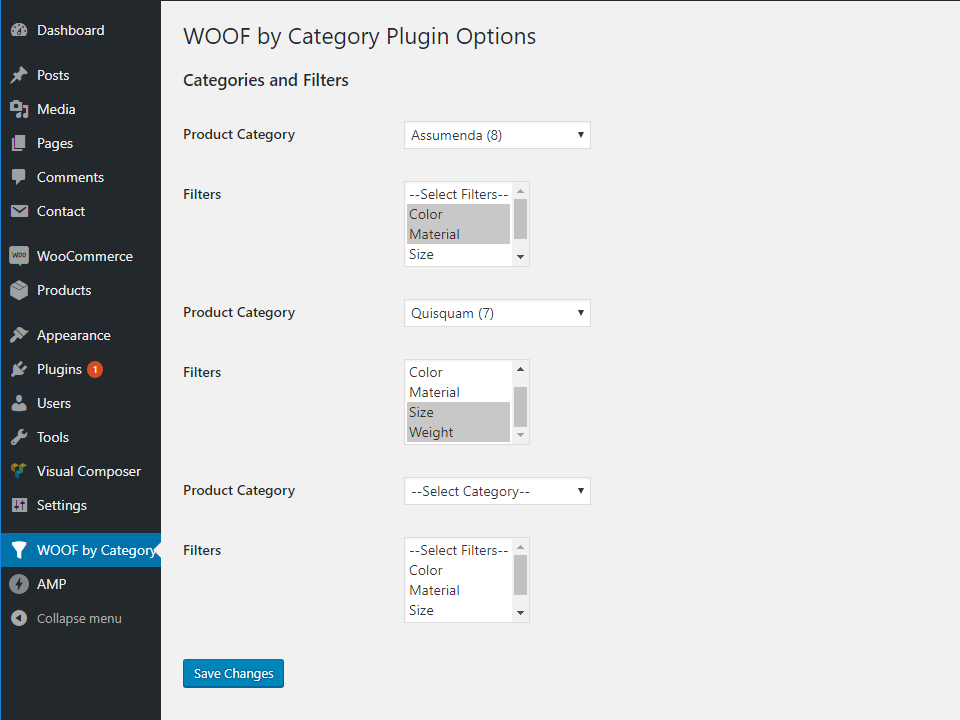 Dashboard
Posts
Media
Pages
Comments
Contact
WOO
WooCommerce
Products
Appearance
Plugins 1
Users
Tools
Visual Composer
Settings
WOOF by Category
AMP
Collapse menu
WOOF by Category Plugin Options
Categories and Filters
Product Category
Assumenda (8)
Filters
--Select Filters--
Color
Material
Size
Product Category
Quisquam (7)
Filters
Color
Material
Size
Weight
Product Category
--Select Category--
Filters
--Select Filters--
Color
Material
Size
Save Changes